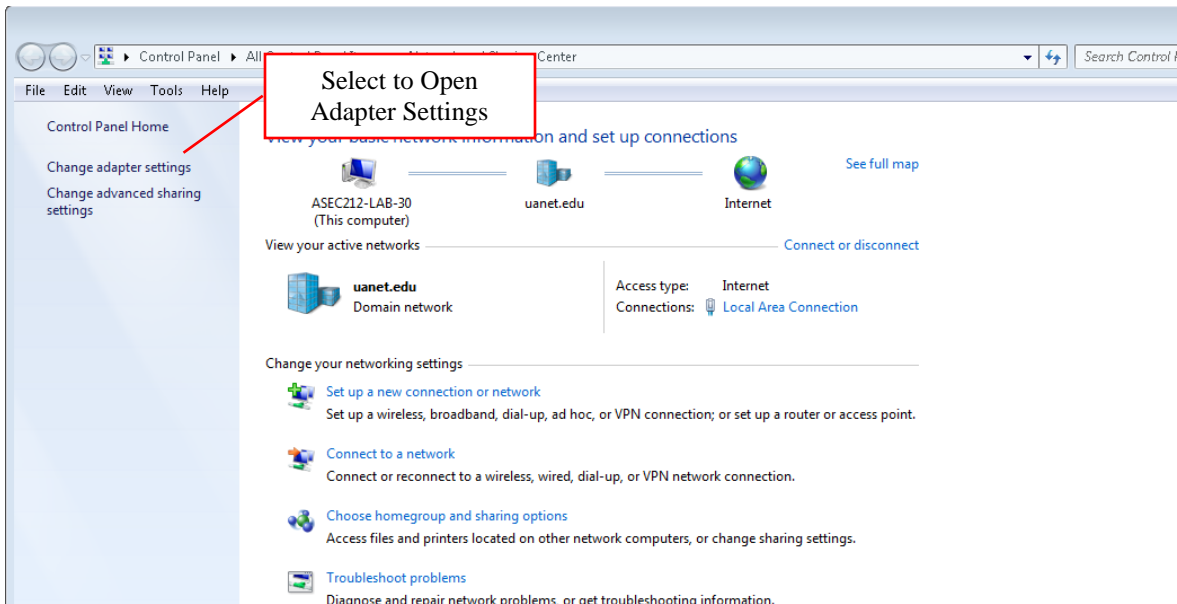 Control Panel ▸ All Center
Search Control
File Edit View Tools Help
Select to Open
Adapter Settings
Control Panel Home
Change adapter settings
Change advanced sharing
settings
View your basic network information and set up connections
See full map
ASEC212-LAB-30
(This computer)
uanet.edu
Internet
View your active networks
Connect or disconnect
uanet.edu
Domain network
Access type: Internet
Connections: Local Area Connection
Change your networking settings
Set up a new connection or network
Set up a wireless, broadband, dial-up, ad hoc, or VPN connection; or set up a router or access point.
Connect to a network
Connect or reconnect to a wireless, wired, dial-up, or VPN network connection.
Choose homegroup and sharing options
Access files and printers located on other network computers, or change sharing settings.
Troubleshoot problems
Diagnose and repair network problems, or get troubleshooting information.